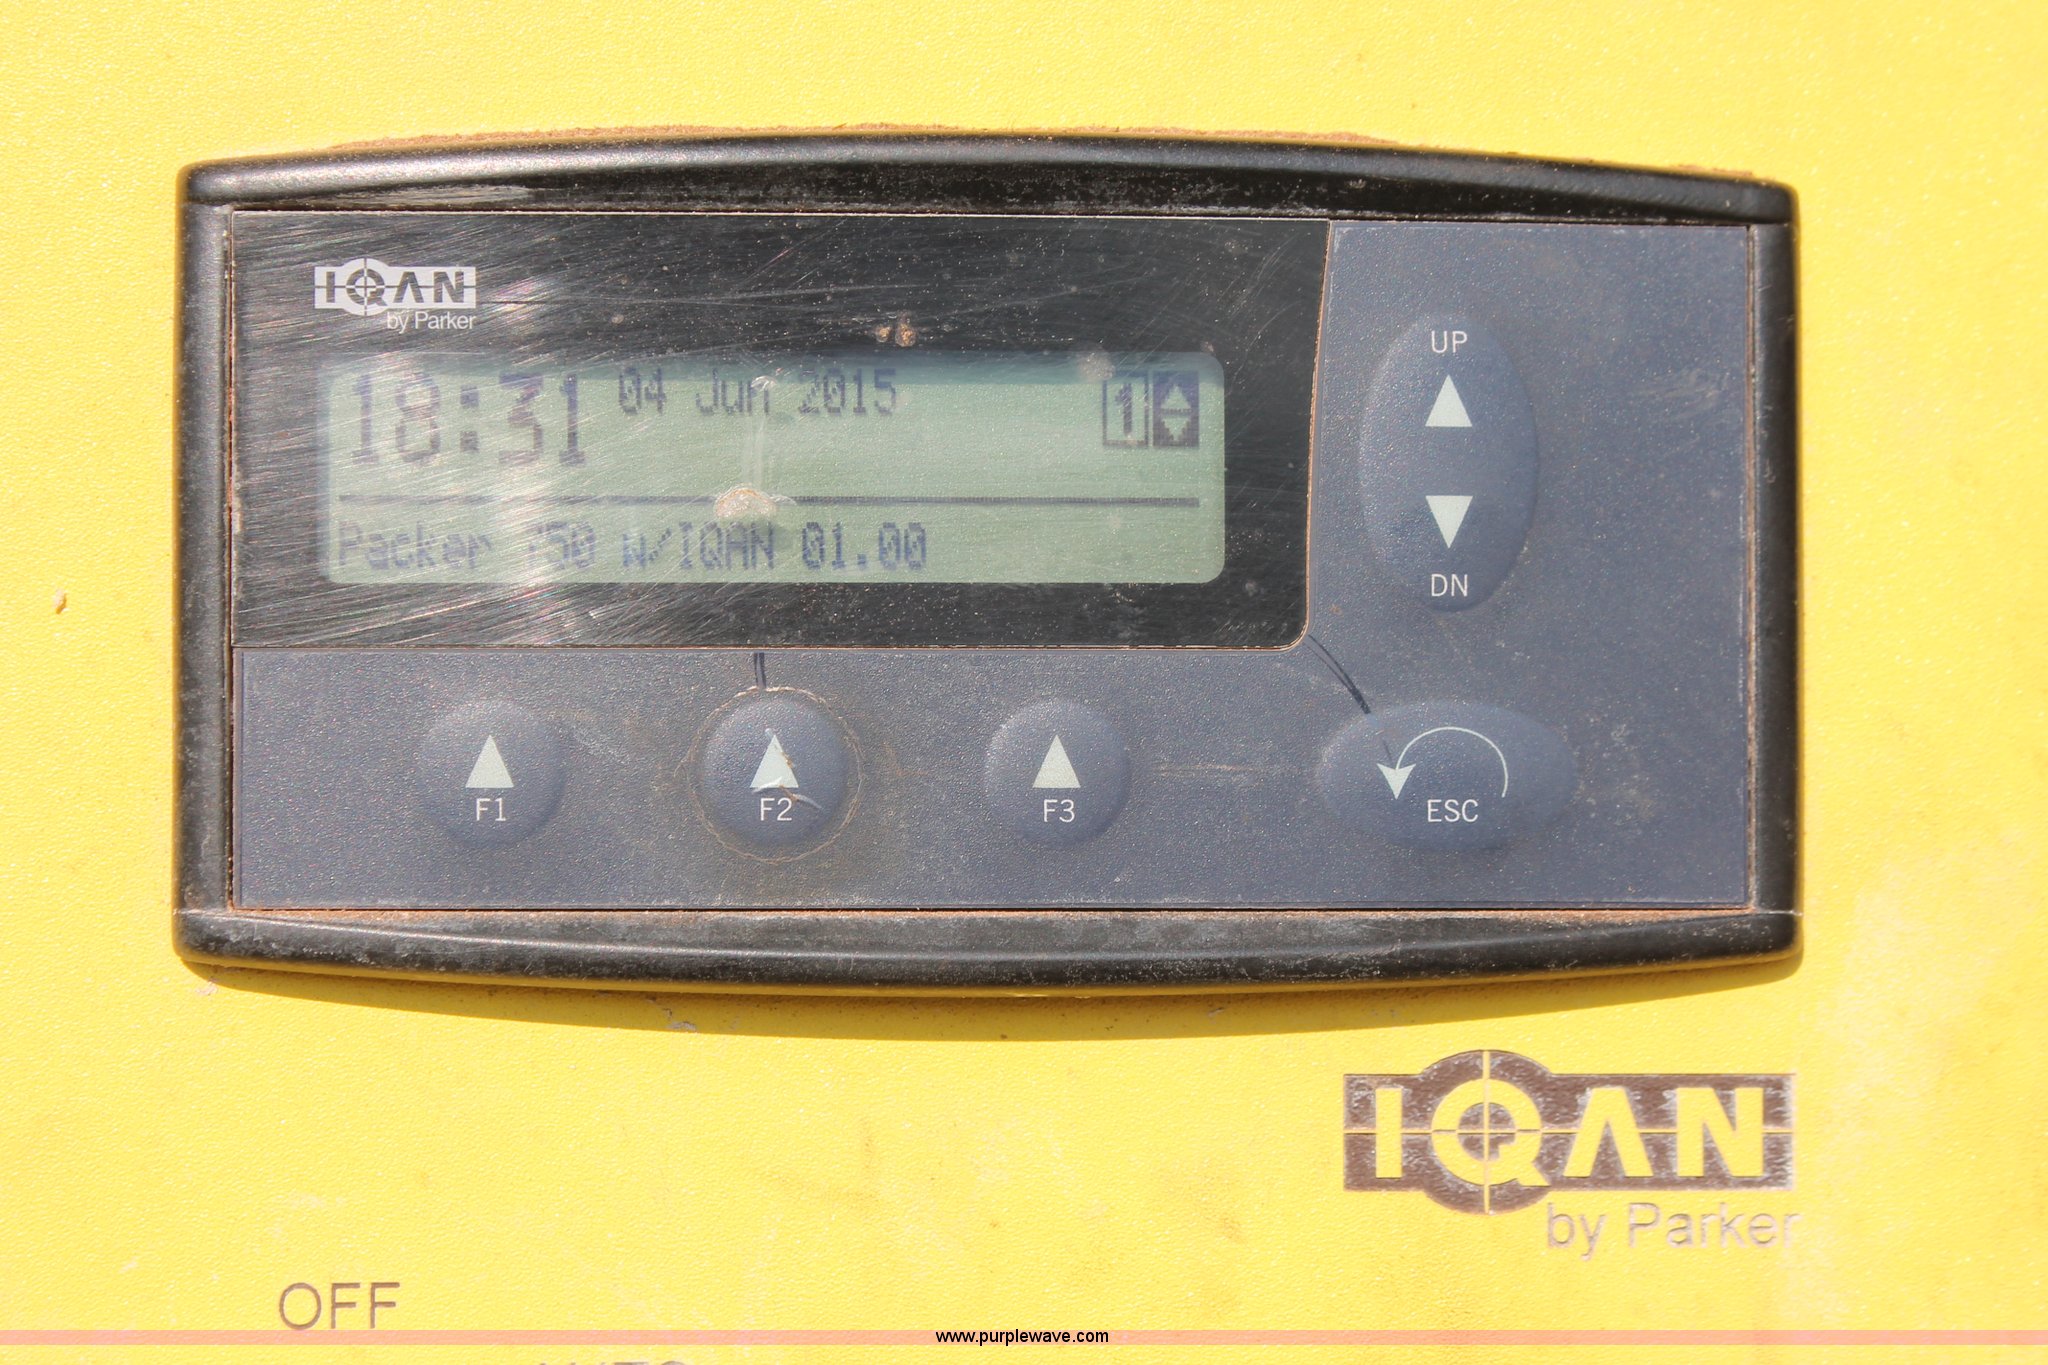 IQAN
by Parker
18:31 04 Jun 2015 1
Packer 750 w/IQAN 01.00
UP
DN
F1 F2 F3 ESC
IQAN
by Parker
OFF
www.purplewave.com